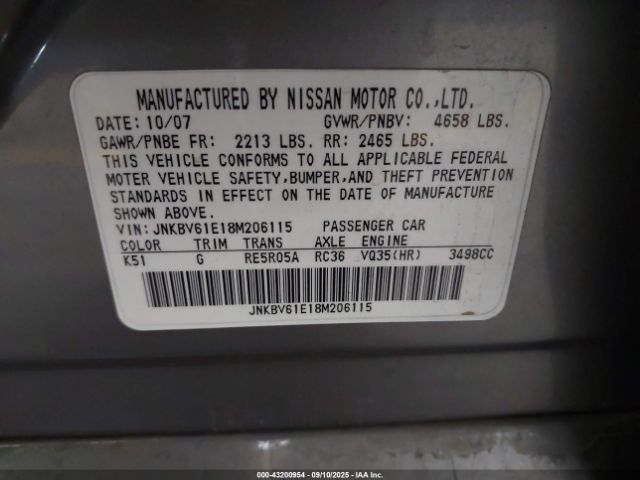 MANUFACTURED BY NISSAN MOTOR CO.,LTD.
DATE: 10/07 GVWR/PNBV: 4658 LBS.
GAWR/PNBE FR: 2213 LBS. RR: 2465 LBS.
THIS VEHICLE CONFORMS TO ALL APPLICABLE FEDERAL
MOTER VEHICLE SAFETY,BUMPER,AND THEFT PREVENTION
STANDARDS IN EFFECT ON THE DATE OF MANUFACTURE
SHOWN ABOVE.
VIN: JNKBV61E18M206115 PASSENGER CAR
COLOR TRIM TRANS AXLE ENGINE
K51 G RE5R05A RC36 VQ35(HR) 3498CC
JNKBV61E18M206115
000-43200954 - 09/10/2025 - IAAI.COM